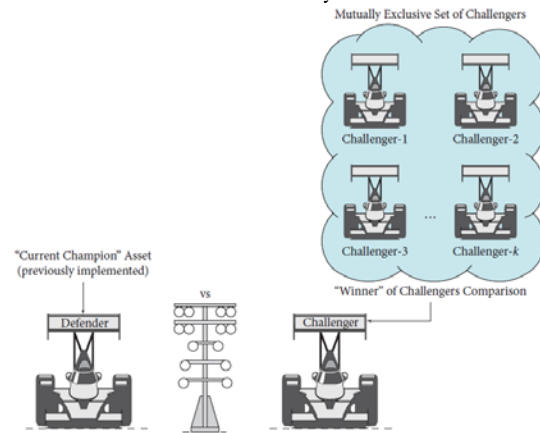 Mutually Exclusive Set of Challengers
Challenger-1
Challenger-2
Challenger-3
...
Challenger-k
"Current Champion" Asset
(previously implemented)
"Winner" of Challengers Comparison
vs
Defender
Challenger